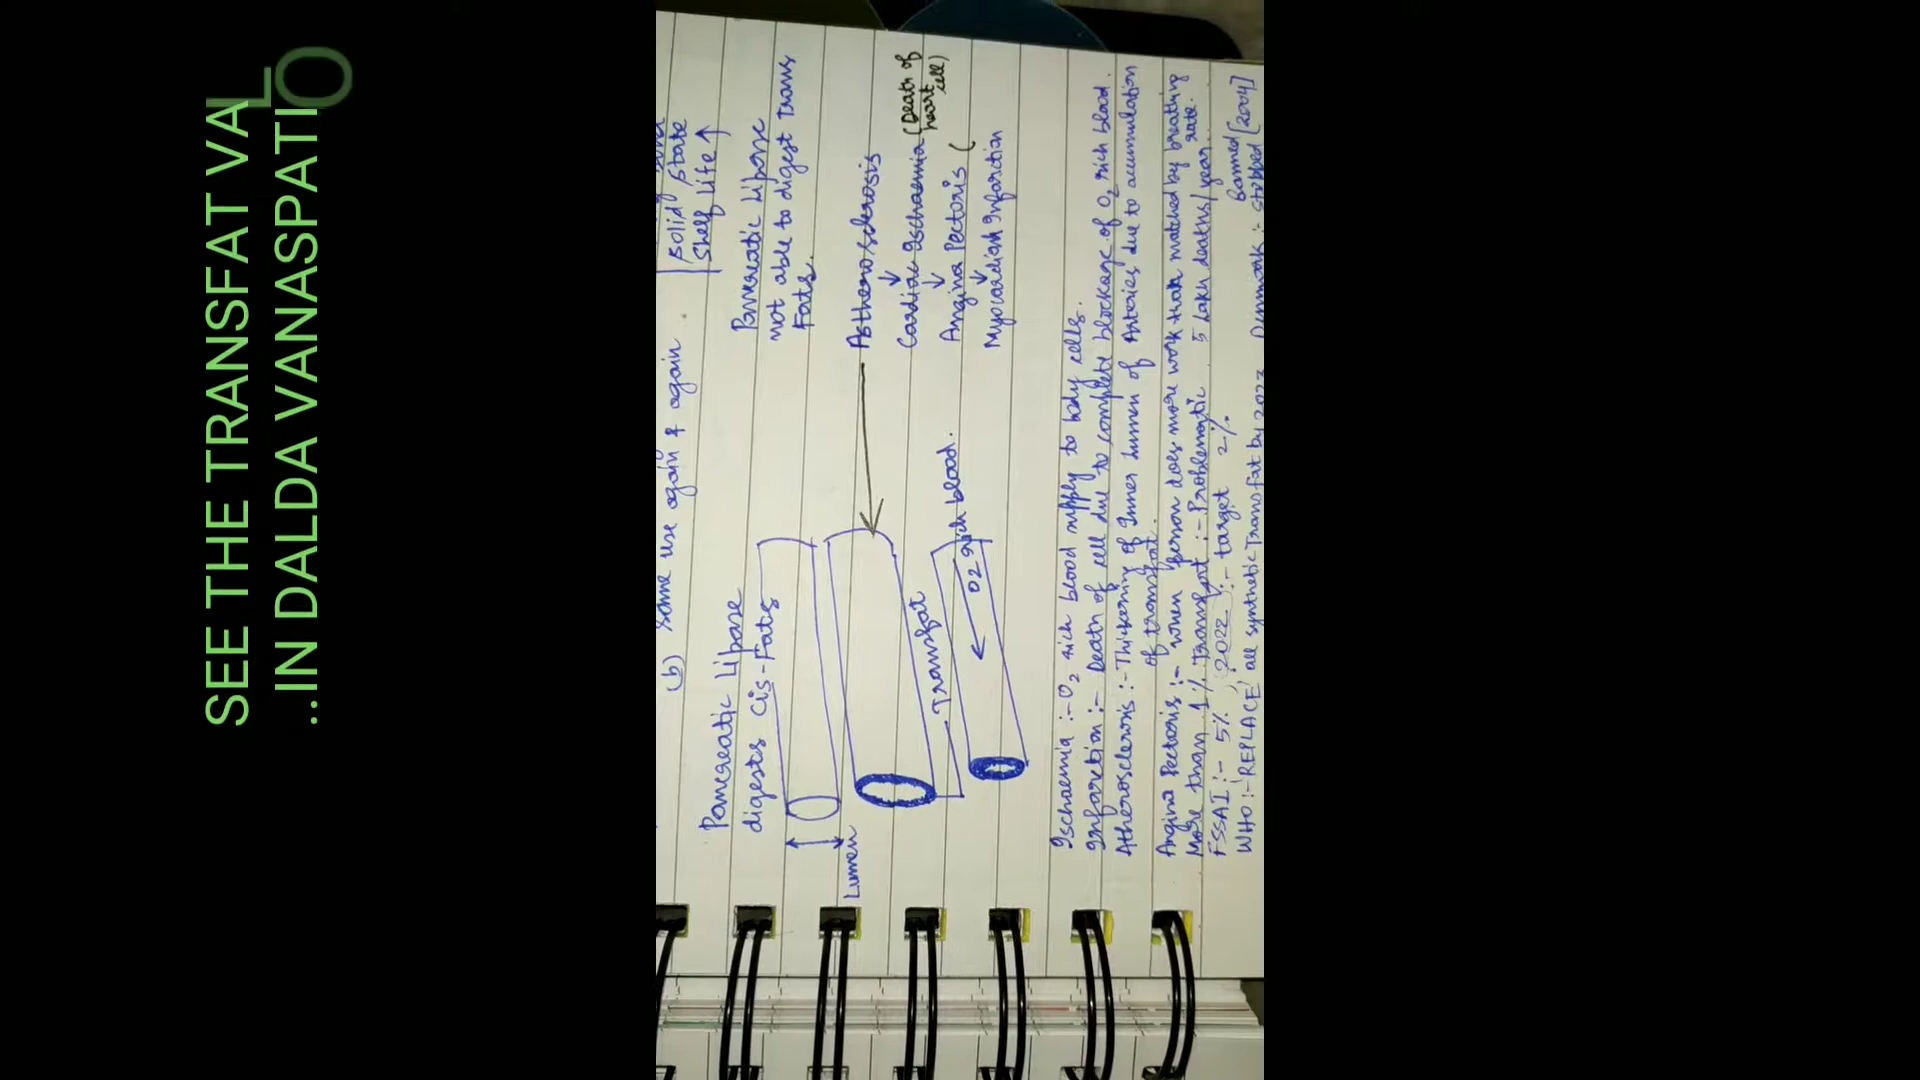 SEE THE TRANSFAT VAL
...IN DALDA VANASPATI O
Solid State
Shelf Life ↑
(b) Same use again & again.
Pancreatic Lipase
digests Cis-Fats
Pancreatic Lipase
not able to digest Trans
Fats.
Lumen
Astherosclerosis
↓
Cardiac Ischaemia (Death of
heart cell)
↓
Angina Pectoris (
↓
Myocardian Infarction
Transfat
O2 rich blood.
Ischaemia :- O2 rich blood supply to body cells.
Infarction :- Death of cell due to complete blockage of O2 rich blood.
Atherosclerosis :- Thickening of Inner lumen of Arteries due to accumulation
of transfat.
Angina Pectoris :- when person does more work than matched by breathing
rate.
More than 1% Transfat :- Problematic 5 Lakh deaths/year.
FSSAI :- 5% , 2022 :- target 2%. banned
WHO :- 'REPLACE' all synthetic Transfat by 2023 Denmark :- stopped [2004]